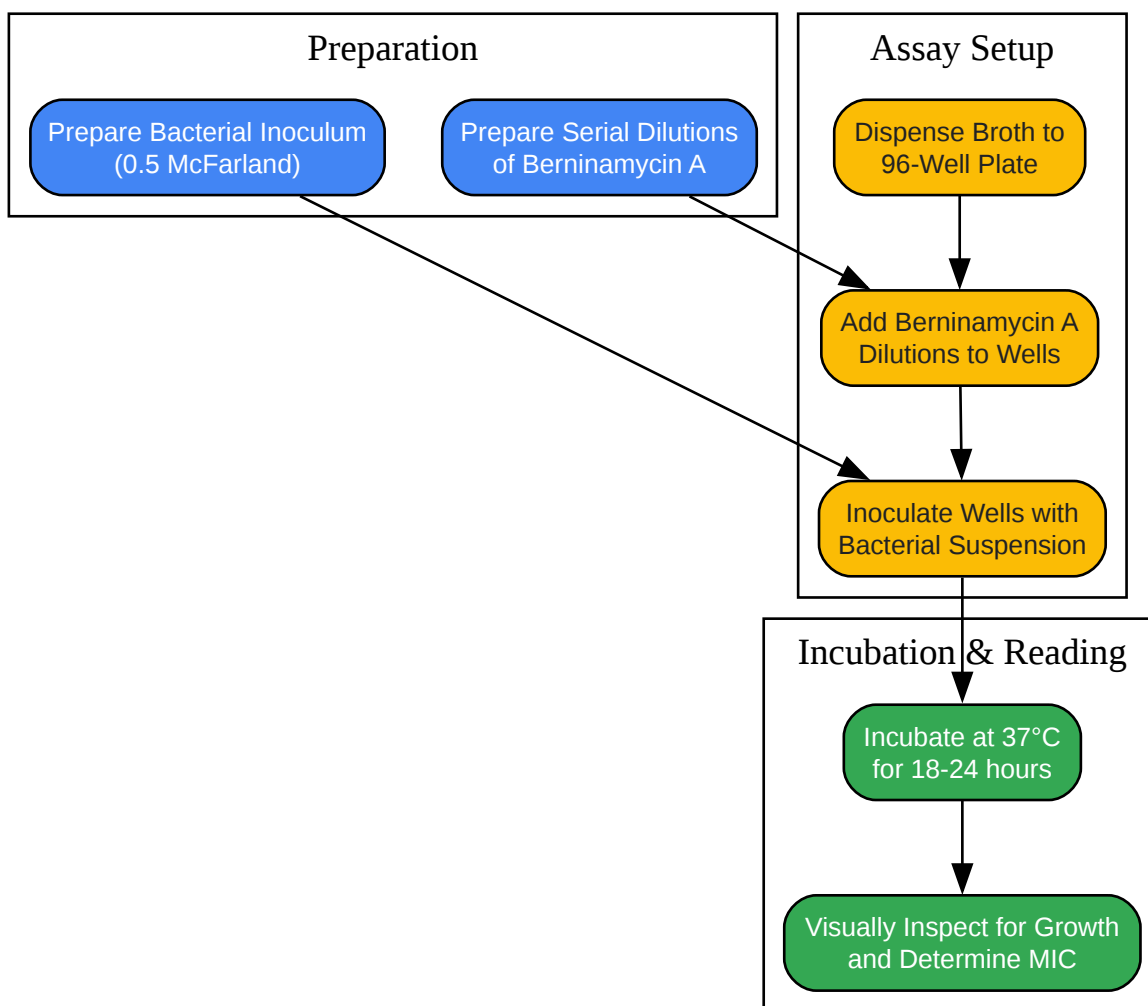 Preparation
Prepare Bacterial Inoculum
(0.5 McFarland)
Prepare Serial Dilutions
of Berninamycin A
Assay Setup
Dispense Broth to
96-Well Plate
Add Berninamycin A
Dilutions to Wells
Inoculate Wells with
Bacterial Suspension
Incubation & Reading
Incubate at 37°C
for 18-24 hours
Visually Inspect for Growth
and Determine MIC